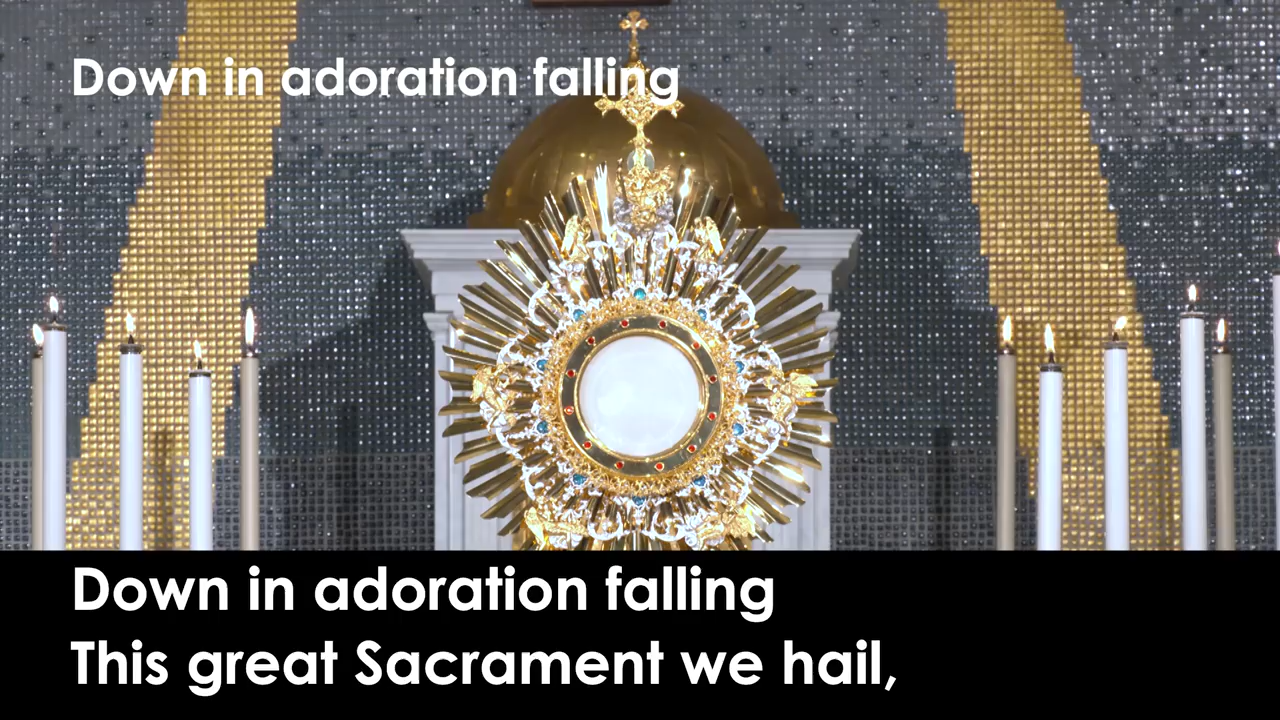 Down in adoration falling
Down in adoration falling
This great Sacrament we hail,